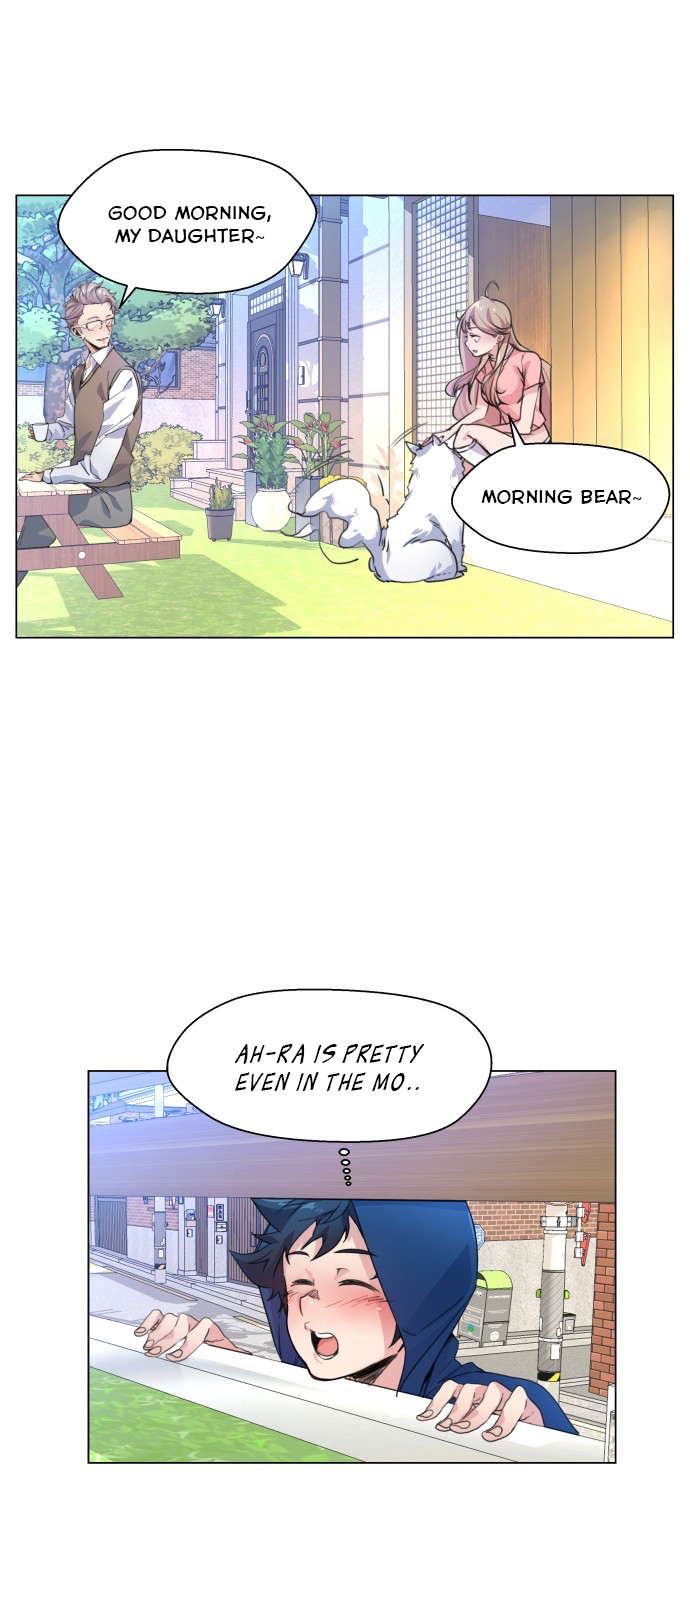 GOOD MORNING,
MY DAUGHTER~
MORNING BEAR~
AH-RA IS PRETTY
EVEN IN THE MO..